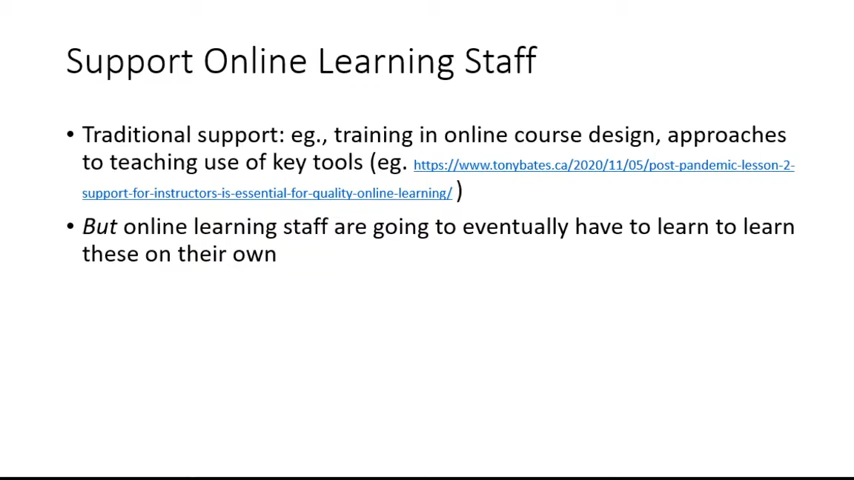 Support Online Learning Staff
• Traditional support: eg., training in online course design, approaches
to teaching use of key tools (eg. https://www.tonybates.ca/2020/11/05/post-pandemic-lesson-2-
support-for-instructors-is-essential-for-quality-online-learning/ )
• But online learning staff are going to eventually have to learn to learn
these on their own